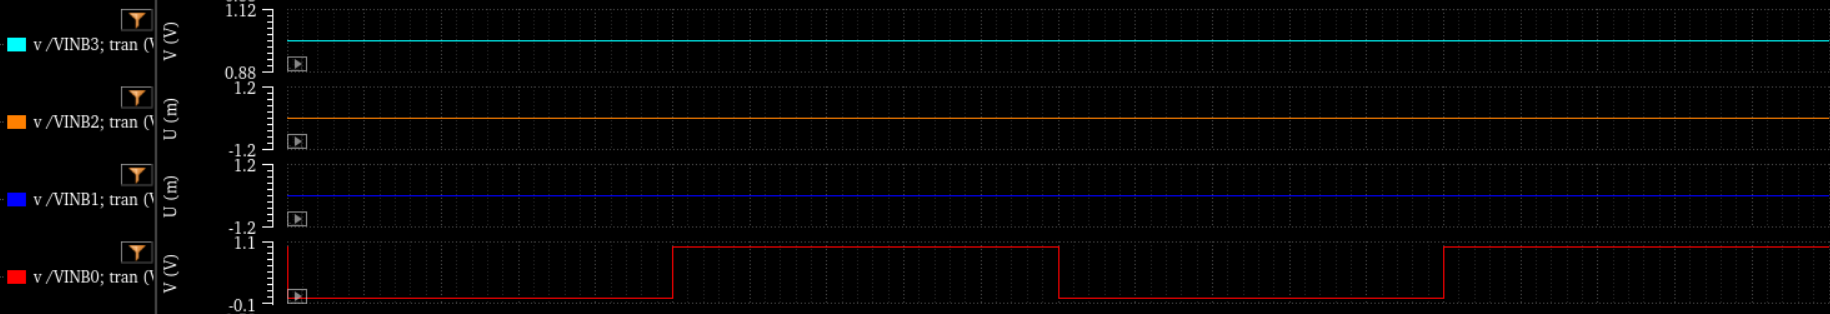 1.12
v /VINB3; tran (V
V (V)
0.88
1.2
v /VINB2; tran (V
U (m)
-1.2
1.2
v /VINB1; tran (V
U (m)
-1.2
1.1
v /VINB0; tran (V
V (V)
-0.1